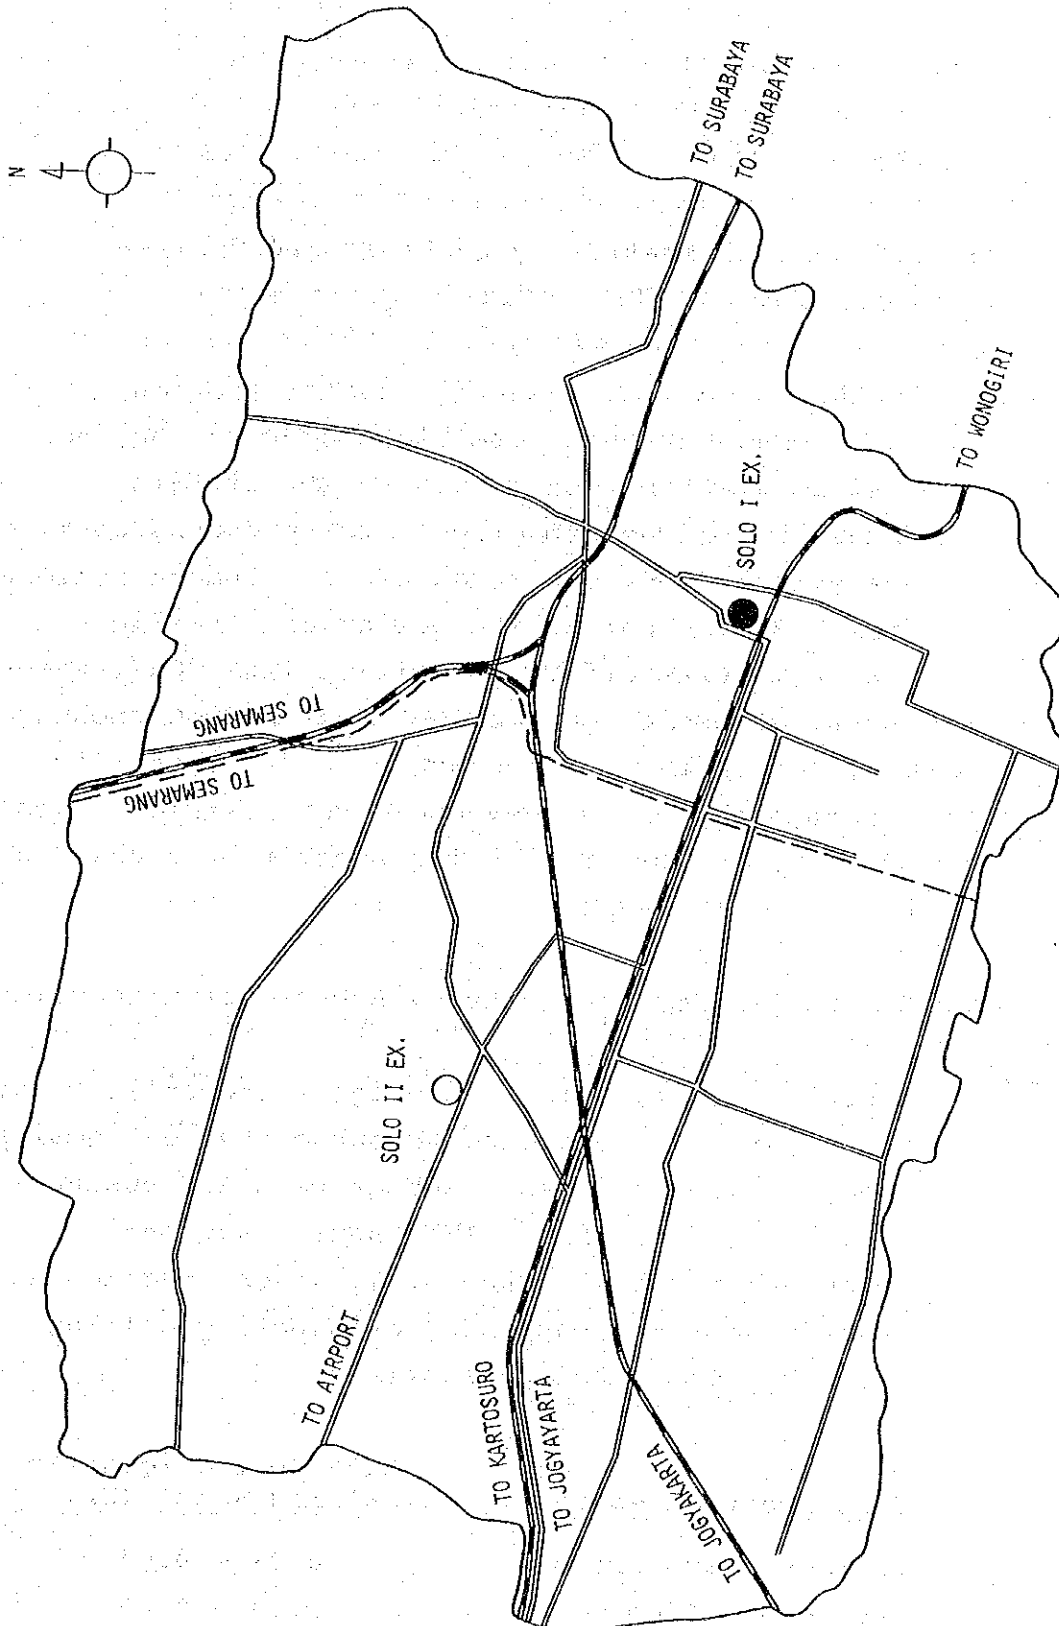 N
TO SURABAYA
TO SURABAYA
TO WONOGIRI
SOLO I EX.
TO SEMARANG
TO SEMARANG
SOLO II EX.
TO AIRPORT
TO KARTOSURO
TO JOGYAYARTA
TO JOGYAKARTA